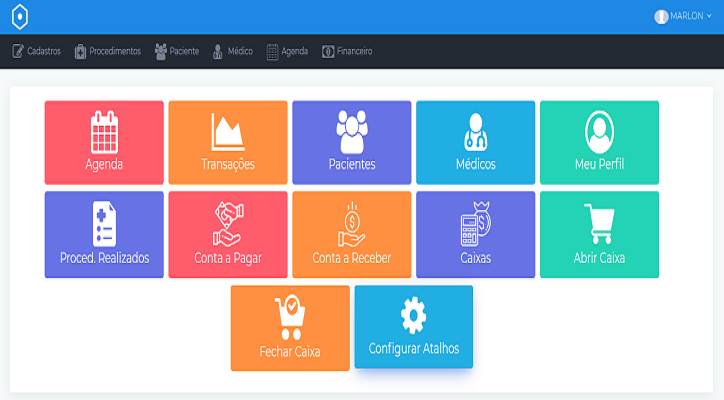 MARLON
Cadastros Procedimentos Paciente Médico Agenda Financeiro
Agenda Transações Pacientes Médicos Meu Perfil
Proced. Realizados Conta a Pagar Conta a Receber Caixas Abrir Caixa
Fechar Caixa Configurar Atalhos